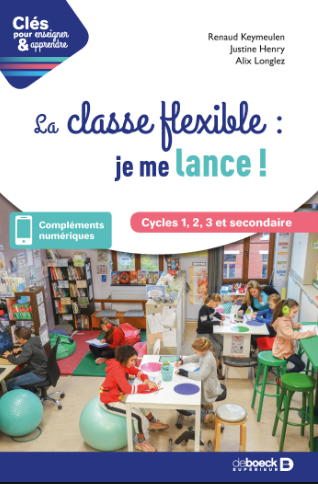 Clés
pour enseigner
& apprendre
Renaud Keymeulen
Justine Henry
Alix Longlez
La classe flexible :
je me lance !
Compléments
numériques
Cycles 1, 2, 3 et secondaire
deboeck
SUPÉRIEUR